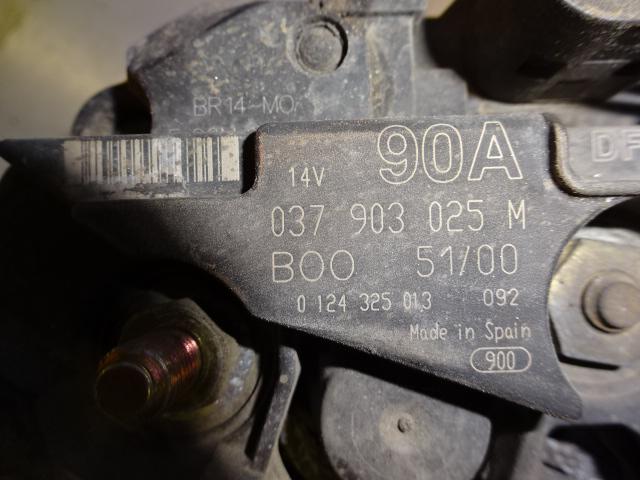 BR14-MO
90A
14V
037 903 025 M
BOO 51/00
0 124 325 013 092
Made in Spain
900
DF